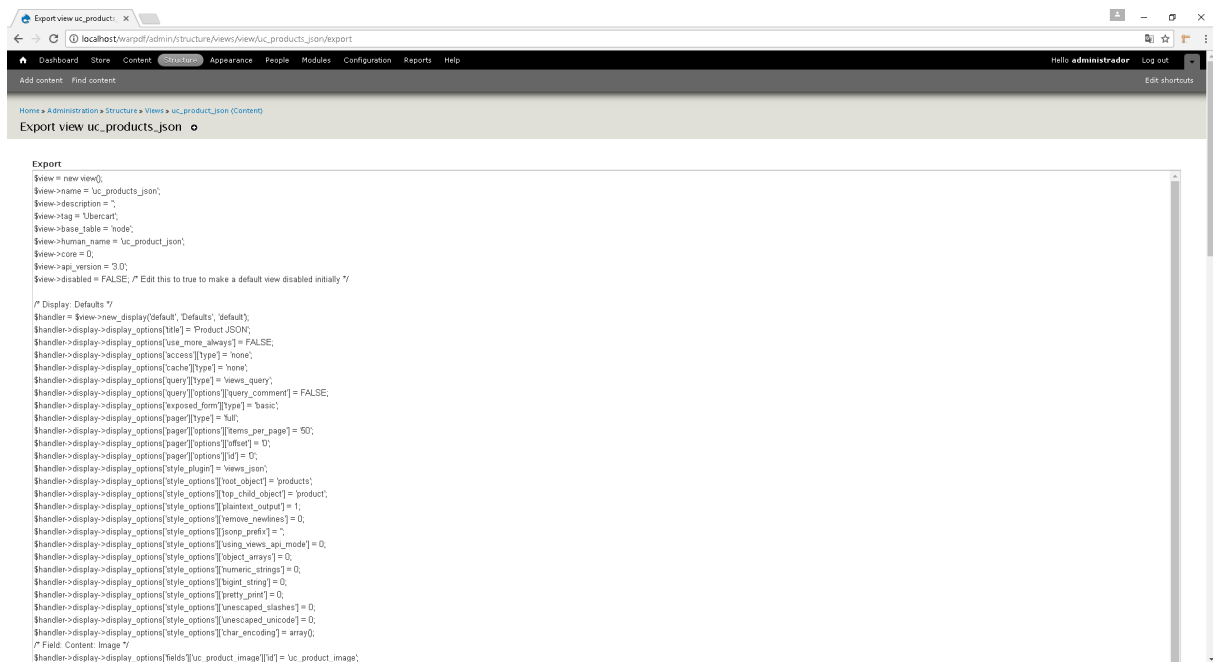 Export view uc_products_
localhost/warpdf/admin/structure/views/view/uc_products_json/export
Dashboard Store Content Structure Appearance People Modules Configuration Reports Help Hello administrador Log out
Add content Find content Edit shortcuts
Home » Administration » Structure » Views » uc_product_json (Content)
Export view uc_products_json
Export
$view = new view();
$view->name = 'uc_products_json';
$view->description = '';
$view->tag = 'Ubercart';
$view->base_table = 'node';
$view->human_name = 'uc_product_json';
$view->core = 0;
$view->api_version = '3.0';
$view->disabled = FALSE; /* Edit this to true to make a default view disabled initially */
/* Display: Defaults */
$handler = $view->new_display('default', 'Defaults', 'default');
$handler->display->display_options['title'] = 'Product JSON';
$handler->display->display_options['use_more_always'] = FALSE;
$handler->display->display_options['access']['type'] = 'none';
$handler->display->display_options['cache']['type'] = 'none';
$handler->display->display_options['query']['type'] = 'views_query';
$handler->display->display_options['query']['options']['query_comment'] = FALSE;
$handler->display->display_options['exposed_form']['type'] = 'basic';
$handler->display->display_options['pager']['type'] = 'full';
$handler->display->display_options['pager']['options']['items_per_page'] = '50';
$handler->display->display_options['pager']['options']['offset'] = '0';
$handler->display->display_options['pager']['options']['id'] = '0';
$handler->display->display_options['style_plugin'] = 'views_json';
$handler->display->display_options['style_options']['root_object'] = 'products';
$handler->display->display_options['style_options']['top_child_object'] = 'product';
$handler->display->display_options['style_options']['plaintext_output'] = 1;
$handler->display->display_options['style_options']['remove_newlines'] = 0;
$handler->display->display_options['style_options']['jsonp_prefix'] = '';
$handler->display->display_options['style_options']['using_views_api_mode'] = 0;
$handler->display->display_options['style_options']['object_arrays'] = 0;
$handler->display->display_options['style_options']['numeric_strings'] = 0;
$handler->display->display_options['style_options']['bigint_string'] = 0;
$handler->display->display_options['style_options']['pretty_print'] = 0;
$handler->display->display_options['style_options']['unescaped_slashes'] = 0;
$handler->display->display_options['style_options']['unescaped_unicode'] = 0;
$handler->display->display_options['style_options']['char_encoding'] = array();
/* Field: Content: Image */
$handler->display->display_options['fields']['uc_product_image']['id'] = 'uc_product_image';